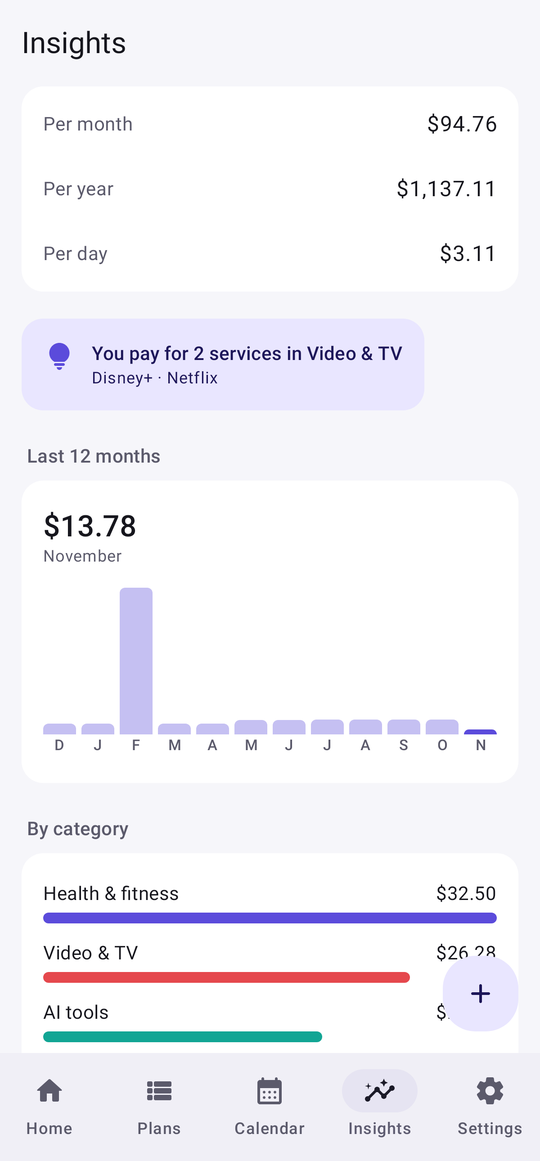 Insights
Per month $94.76
Per year $1,137.11
Per day $3.11
You pay for 2 services in Video & TV
Disney+ · Netflix
Last 12 months
$13.78
November
D J F M A M J J A S O N
By category
Health & fitness $32.50
Video & TV $26.28
AI tools
Home Plans Calendar Insights Settings